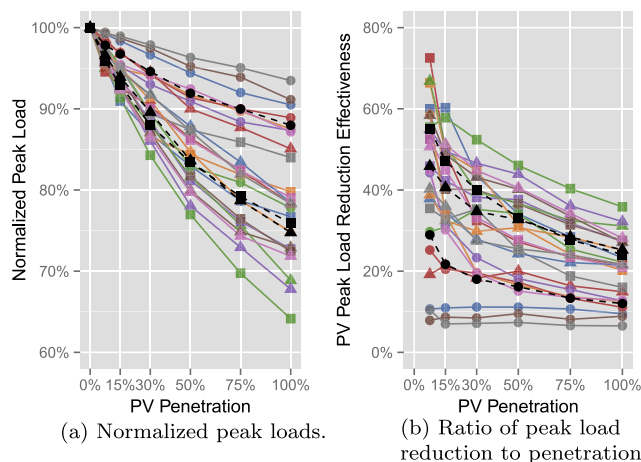 100%
90%
80%
70%
60%
Normalized Peak Load
0% 15% 30% 50% 75% 100%
PV Penetration
(a) Normalized peak loads.
80%
60%
40%
20%
0%
PV Peak Load Reduction Effectiveness
0% 15% 30% 50% 75% 100%
PV Penetration
(b) Ratio of peak load
reduction to penetration